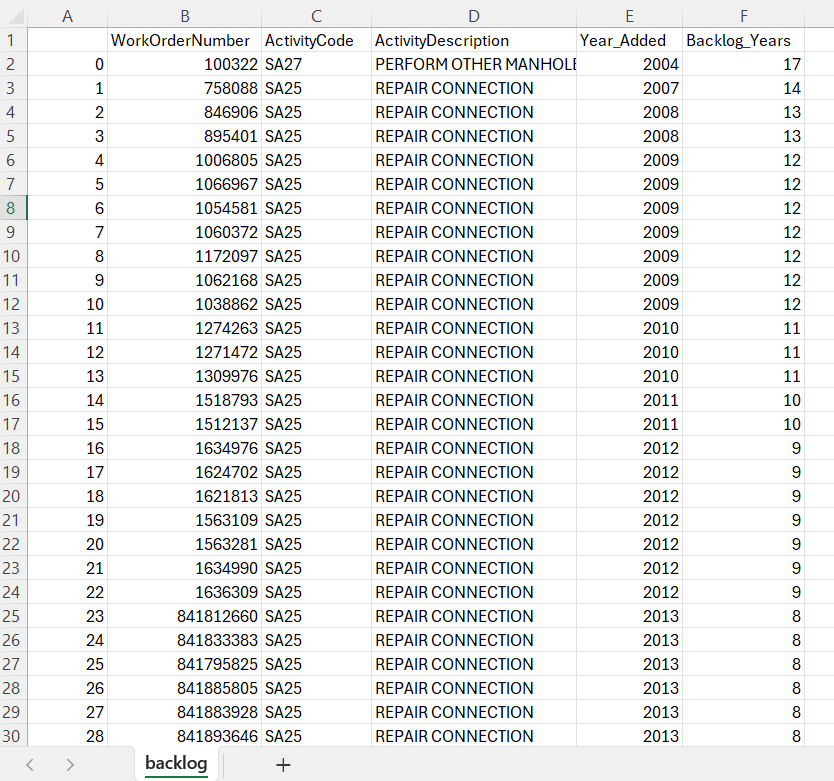 A B C D E F
1 WorkOrderNumber ActivityCode ActivityDescription Year_Added Backlog_Years
2 0 100322 SA27 PERFORM OTHER MANHOLE 2004 17
3 1 758088 SA25 REPAIR CONNECTION 2007 14
4 2 846906 SA25 REPAIR CONNECTION 2008 13
5 3 895401 SA25 REPAIR CONNECTION 2008 13
6 4 1006805 SA25 REPAIR CONNECTION 2009 12
7 5 1066967 SA25 REPAIR CONNECTION 2009 12
8 6 1054581 SA25 REPAIR CONNECTION 2009 12
9 7 1060372 SA25 REPAIR CONNECTION 2009 12
10 8 1172097 SA25 REPAIR CONNECTION 2009 12
11 9 1062168 SA25 REPAIR CONNECTION 2009 12
12 10 1038862 SA25 REPAIR CONNECTION 2009 12
13 11 1274263 SA25 REPAIR CONNECTION 2010 11
14 12 1271472 SA25 REPAIR CONNECTION 2010 11
15 13 1309976 SA25 REPAIR CONNECTION 2010 11
16 14 1518793 SA25 REPAIR CONNECTION 2011 10
17 15 1512137 SA25 REPAIR CONNECTION 2011 10
18 16 1634976 SA25 REPAIR CONNECTION 2012 9
19 17 1624702 SA25 REPAIR CONNECTION 2012 9
20 18 1621813 SA25 REPAIR CONNECTION 2012 9
21 19 1563109 SA25 REPAIR CONNECTION 2012 9
22 20 1563281 SA25 REPAIR CONNECTION 2012 9
23 21 1634990 SA25 REPAIR CONNECTION 2012 9
24 22 1636309 SA25 REPAIR CONNECTION 2012 9
25 23 841812660 SA25 REPAIR CONNECTION 2013 8
26 24 841833383 SA25 REPAIR CONNECTION 2013 8
27 25 841795825 SA25 REPAIR CONNECTION 2013 8
28 26 841885805 SA25 REPAIR CONNECTION 2013 8
29 27 841883928 SA25 REPAIR CONNECTION 2013 8
30 28 841893646 SA25 REPAIR CONNECTION 2013 8
backlog